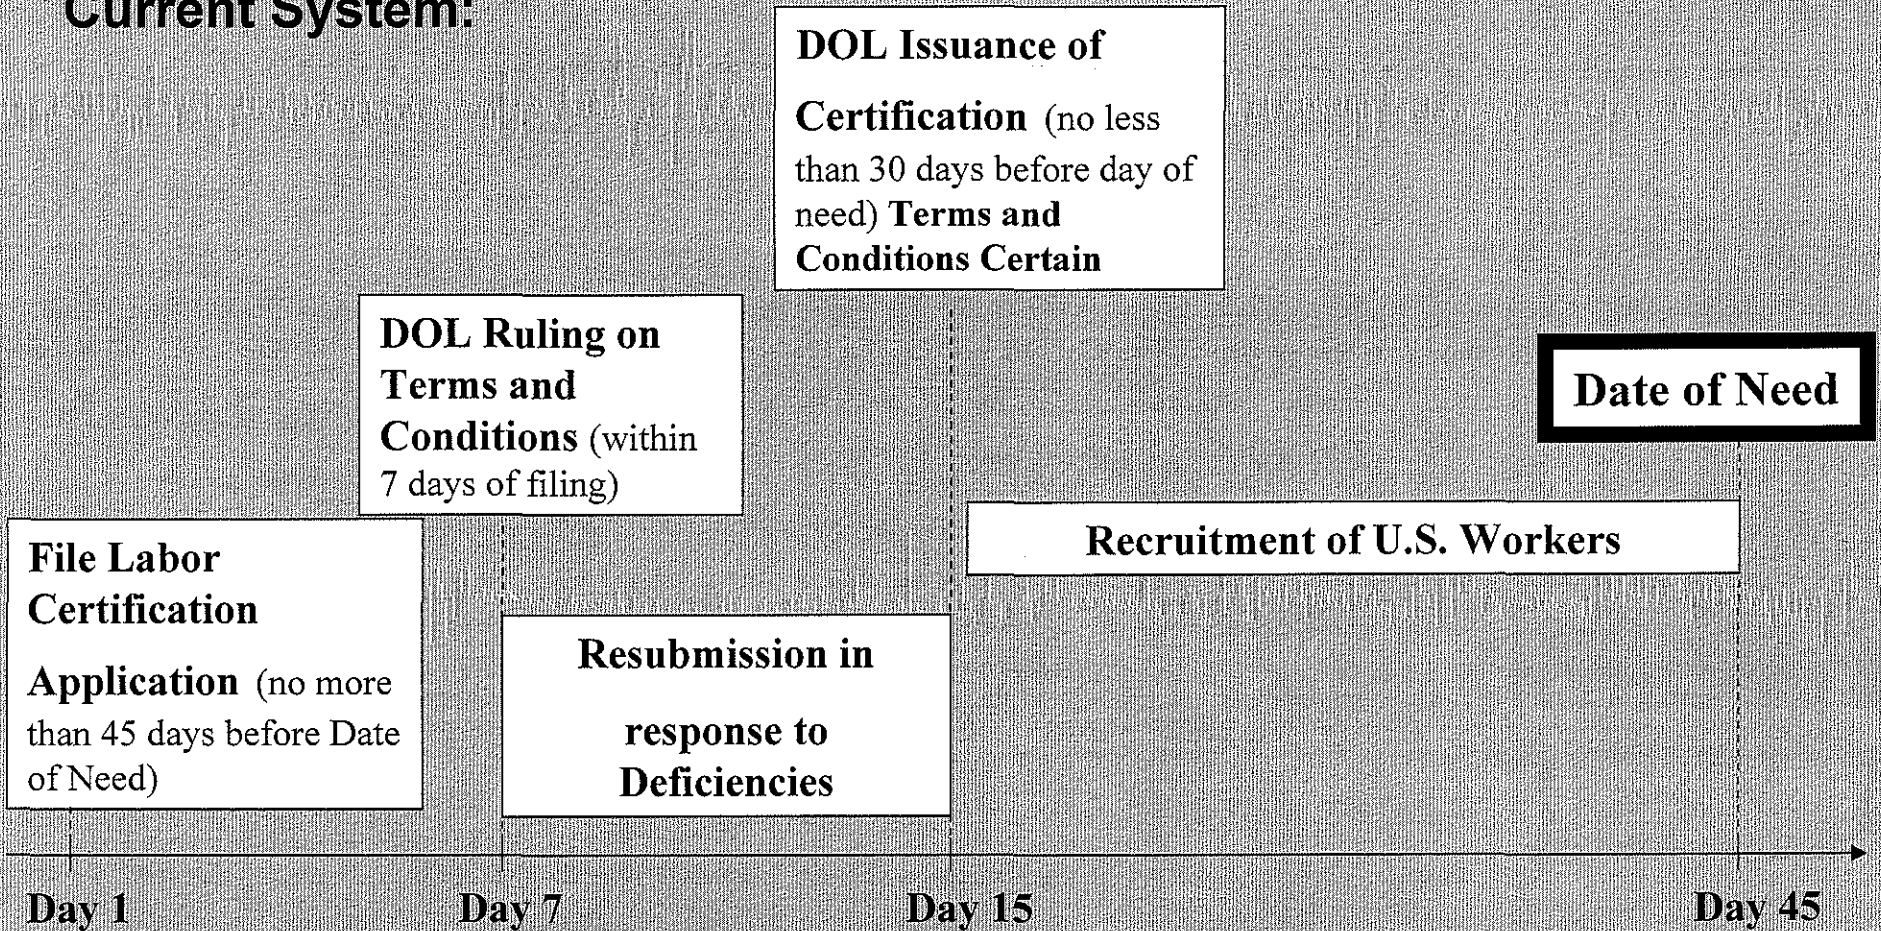 Current System:
DOL Issuance of
Certification (no less
than 30 days before day of
need) Terms and
Conditions Certain
DOL Ruling on
Terms and
Conditions (within
7 days of filing)
Date of Need
File Labor
Certification
Application (no more
than 45 days before Date
of Need)
Recruitment of U.S. Workers
Resubmission in
response to
Deficiencies
Day 1
Day 7
Day 15
Day 45